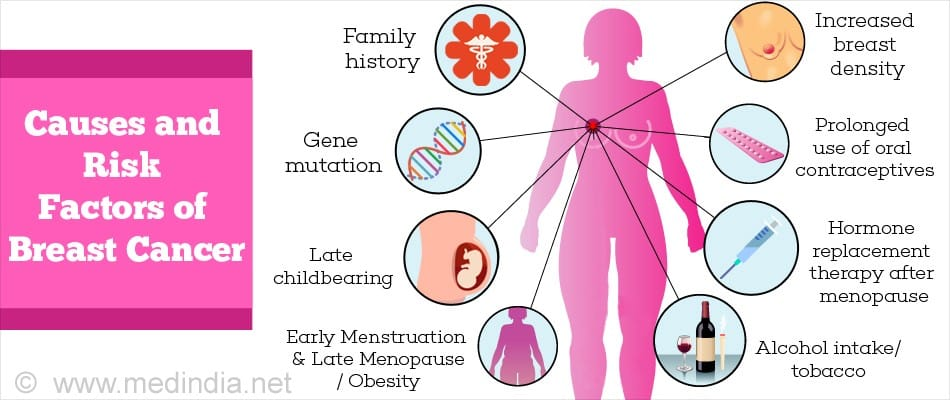 Causes and
Risk
Factors of
Breast Cancer
Family
history
Gene
mutation
Late
childbearing
Early Menstruation
& Late Menopause
/ Obesity
Increased
breast
density
Prolonged
use of oral
contraceptives
Hormone
replacement
therapy after
menopause
Alcohol intake/
tobacco
© www.medindia.net